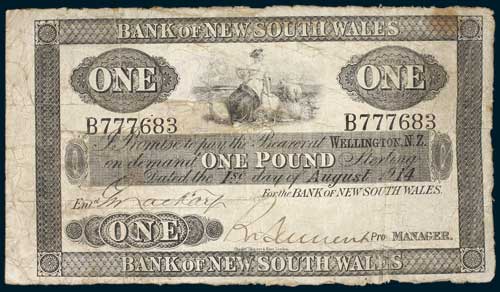 BANK OF NEW SOUTH WALES
ONE ONE
B777683 B777683
I Promise to pay the Bearer at WELLINGTON, N.Z.
on demand ONE POUND Sterling
Dated the 1st day of August 1914
For the BANK OF NEW SOUTH WALES.
Entd
ONE Pro MANAGER.
BANK OF NEW SOUTH WALES